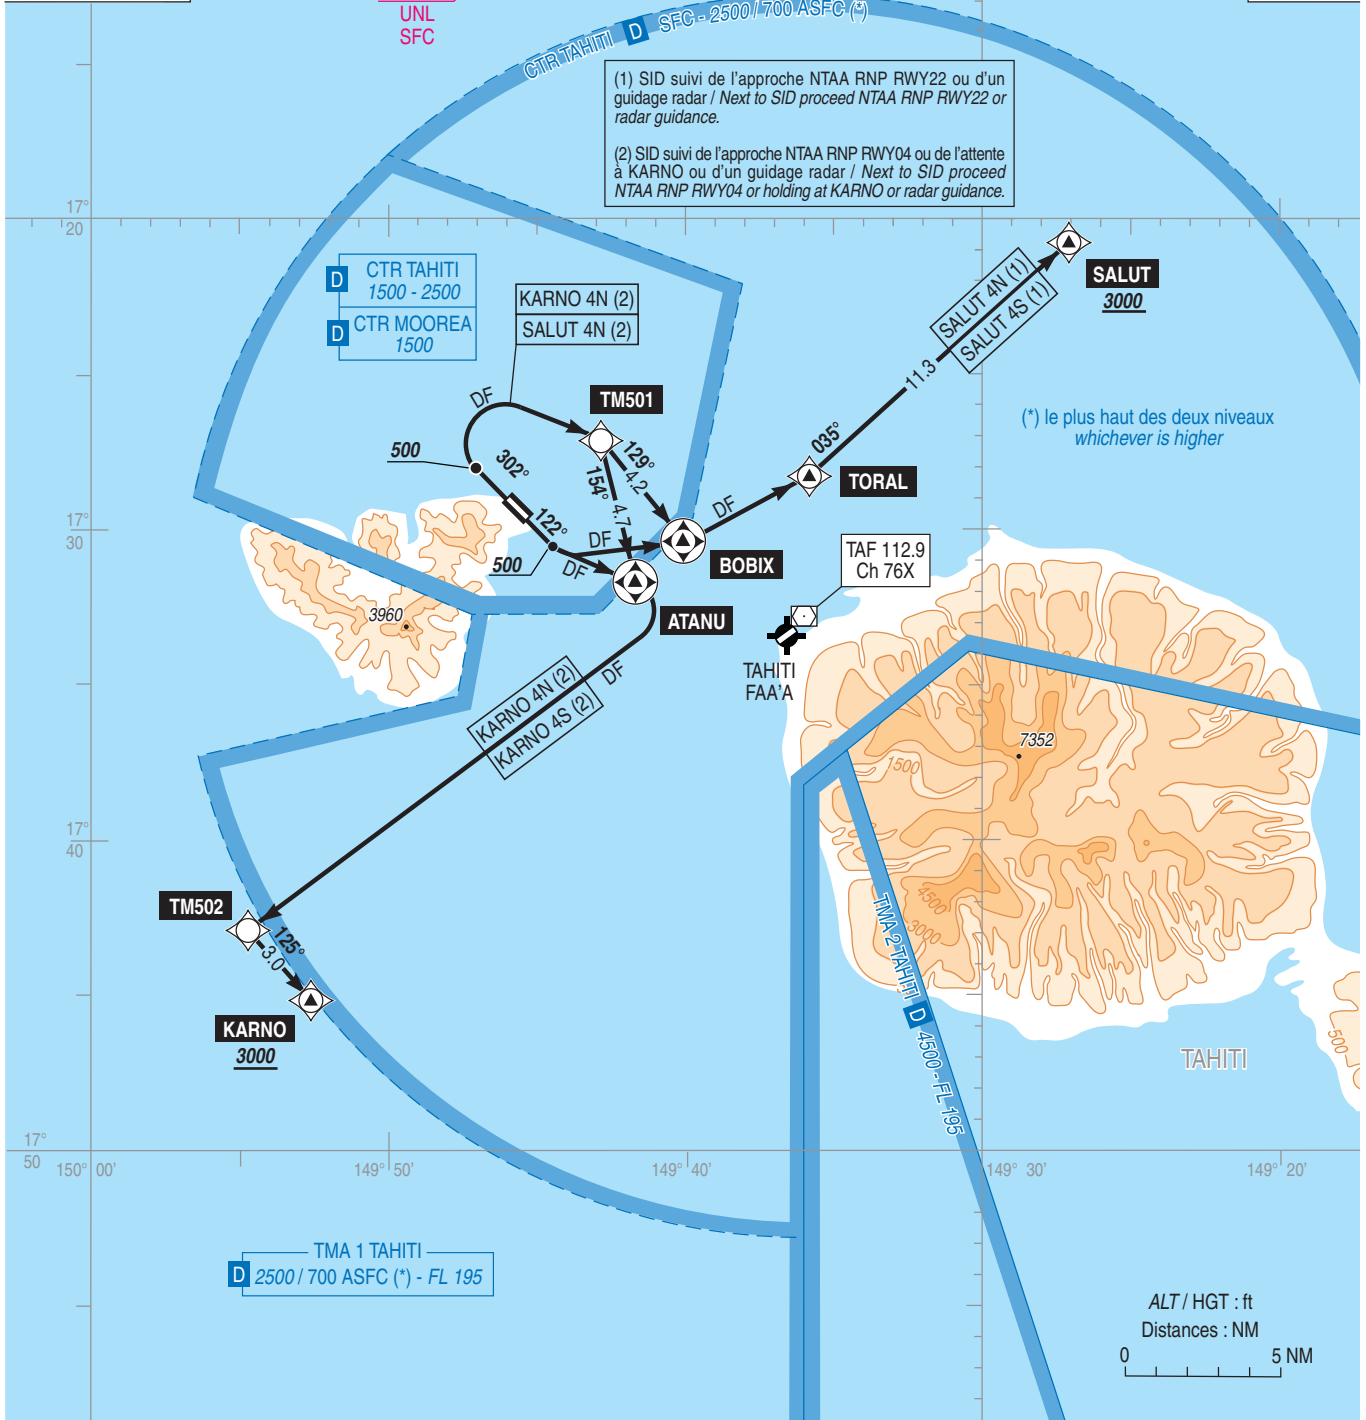 UNL
SFC
CTR TAHITI D SFC - 2500 / 700 ASFC (*)
(1) SID suivi de l'approche NTAA RNP RWY22 ou d'un
guidage radar / Next to SID proceed NTAA RNP RWY22 or
radar guidance.
(2) SID suivi de l'approche NTAA RNP RWY04 ou de l'attente
à KARNO ou d'un guidage radar / Next to SID proceed
NTAA RNP RWY04 or holding at KARNO or radar guidance.
17°
20
D CTR TAHITI
1500 - 2500
D CTR MOOREA
1500
KARNO 4N (2)
SALUT 4N (2)
SALUT 4N (1)
SALUT 4S (1)
SALUT
3000
11.3
DF
TM501
(*) le plus haut des deux niveaux
whichever is higher
500
302°
129°
4.2
154°
4.7
035°
TORAL
DF
17°
30
122°
DF
500
DF
BOBIX
TAF 112.9
Ch 76X
3960
ATANU
TAHITI
FAA'A
DF
KARNO 4N (2)
KARNO 4S (2)
7352
1500
17°
40
TM502
125°
3.0
4500
3000
KARNO
3000
TMA 2 TAHITI D 4500 - FL 195
500
TAHITI
17°
50
150° 00'
149° 50'
149° 40'
149° 30'
149° 20'
TMA 1 TAHITI
D 2500 / 700 ASFC (*) - FL 195
ALT / HGT : ft
Distances : NM
0
5 NM